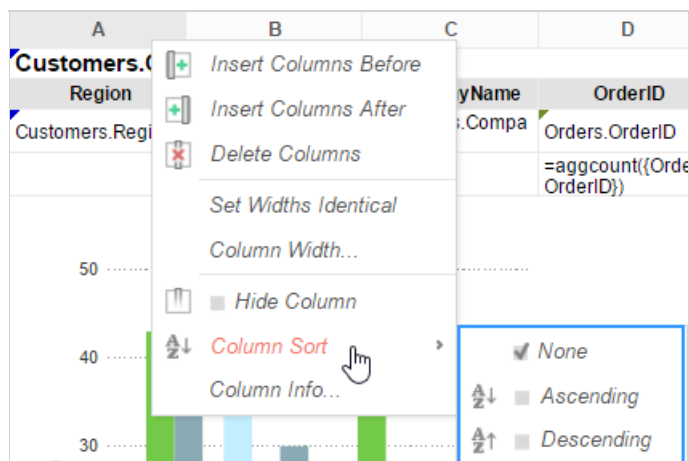 A B C D
Customers.
Insert Columns Before
Region yName OrderID
Insert Columns After
Customers.Regi s.Compa Orders.OrderID
Delete Columns
=aggcount({Orde
OrderID})
Set Widths Identical
Column Width...
50
Hide Column
Column Sort
40 None
Column Info...
Ascending
30 Descending